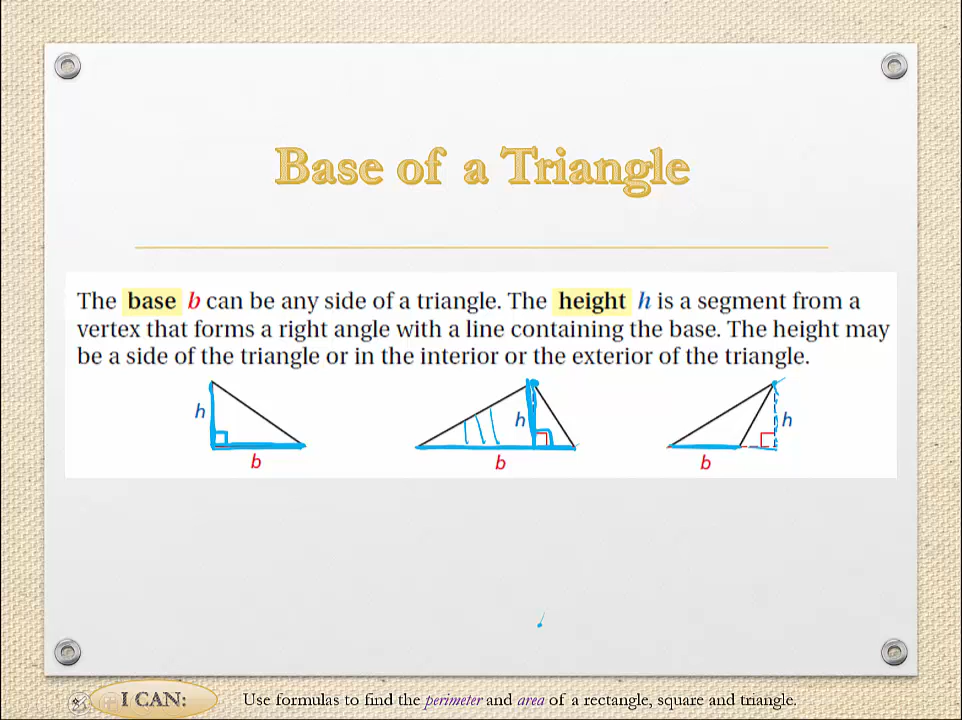 Base of a Triangle
The base b can be any side of a triangle. The height h is a segment from a
vertex that forms a right angle with a line containing the base. The height may
be a side of the triangle or in the interior or the exterior of the triangle.
h
h
h
b
b
b
I CAN:
Use formulas to find the perimeter and area of a rectangle, square and triangle.